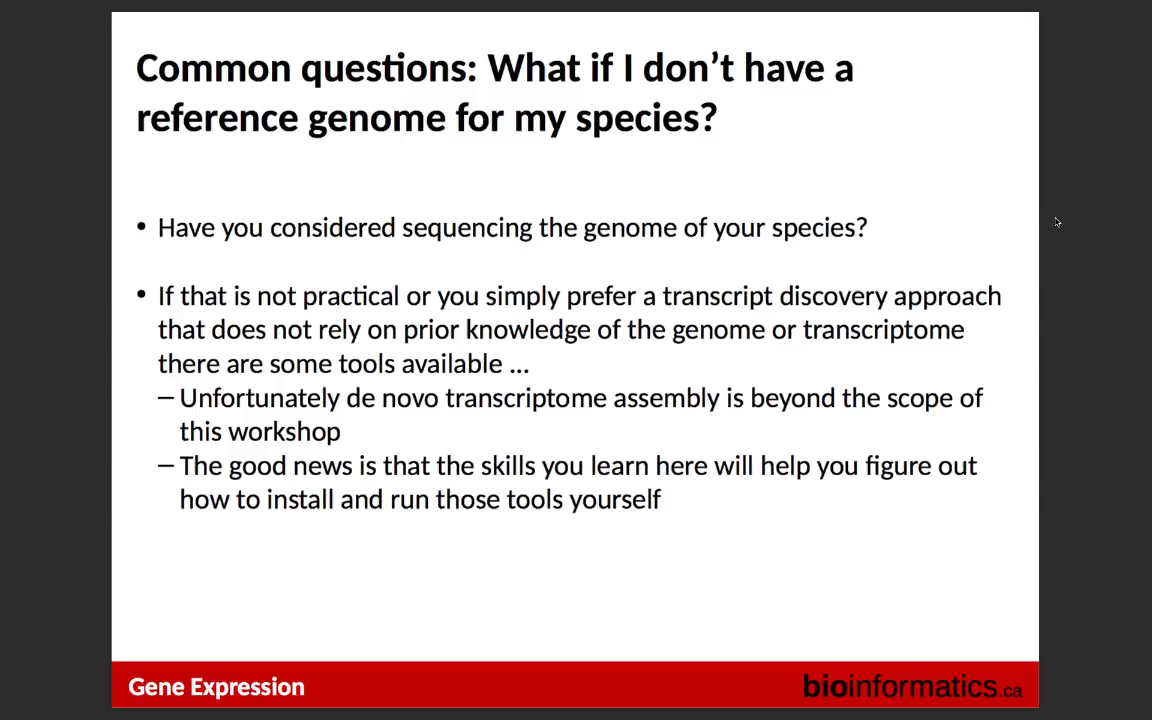 Common questions: What if I don’t have a
reference genome for my species?
• Have you considered sequencing the genome of your species?
• If that is not practical or you simply prefer a transcript discovery approach
that does not rely on prior knowledge of the genome or transcriptome
there are some tools available ...
– Unfortunately de novo transcriptome assembly is beyond the scope of
this workshop
– The good news is that the skills you learn here will help you figure out
how to install and run those tools yourself
Gene Expression
bioinformatics.ca